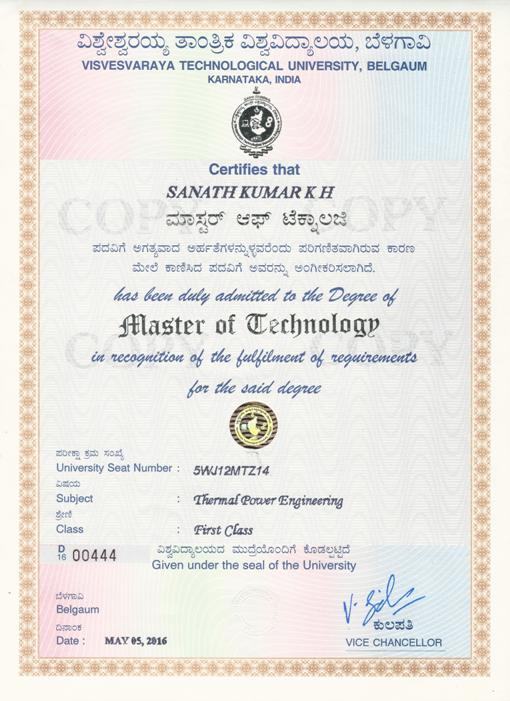 ವಿಶ್ವೇಶ್ವರಯ್ಯ ತಾಂತ್ರಿಕ ವಿಶ್ವವಿದ್ಯಾಲಯ, ಬೆಳಗಾವಿ
VISVESVARAYA TECHNOLOGICAL UNIVERSITY, BELGAUM
KARNATAKA, INDIA
Certifies that
SANATH KUMAR K H
ಮಾಸ್ಟರ್ ಆಫ್ ಟೆಕ್ನಾಲಜಿ
COPY COPY
ಪದವಿಗೆ ಅಗತ್ಯವಾದ ಅರ್ಹತೆಗಳನ್ನುಳ್ಳವರೆಂದು ಪರಿಗಣಿತವಾಗಿರುವ ಕಾರಣ
ಮೇಲೆ ಕಾಣಿಸಿದ ಪದವಿಗೆ ಅವರನ್ನು ಅಂಗೀಕರಿಸಲಾಗಿದೆ.
has been duly admitted to the Degree of
Master of Technology
COPY COPY
in recognition of the fulfilment of requirements
for the said degree
ಪರೀಕ್ಷಾ ಕ್ರಮ ಸಂಖ್ಯೆ
University Seat Number : 5WJ12MTZ14
ವಿಷಯ
Subject : Thermal Power Engineering
ಶ್ರೇಣಿ
Class : First Class
D 16 00444
ವಿಶ್ವವಿದ್ಯಾಲಯದ ಮುದ್ರೆಯೊಂದಿಗೆ ಕೊಡಲ್ಪಟ್ಟಿದೆ
Given under the seal of the University
ಬೆಳಗಾವಿ
Belgaum
ದಿನಾಂಕ
Date : MAY 05, 2016
ಕುಲಪತಿ
VICE CHANCELLOR